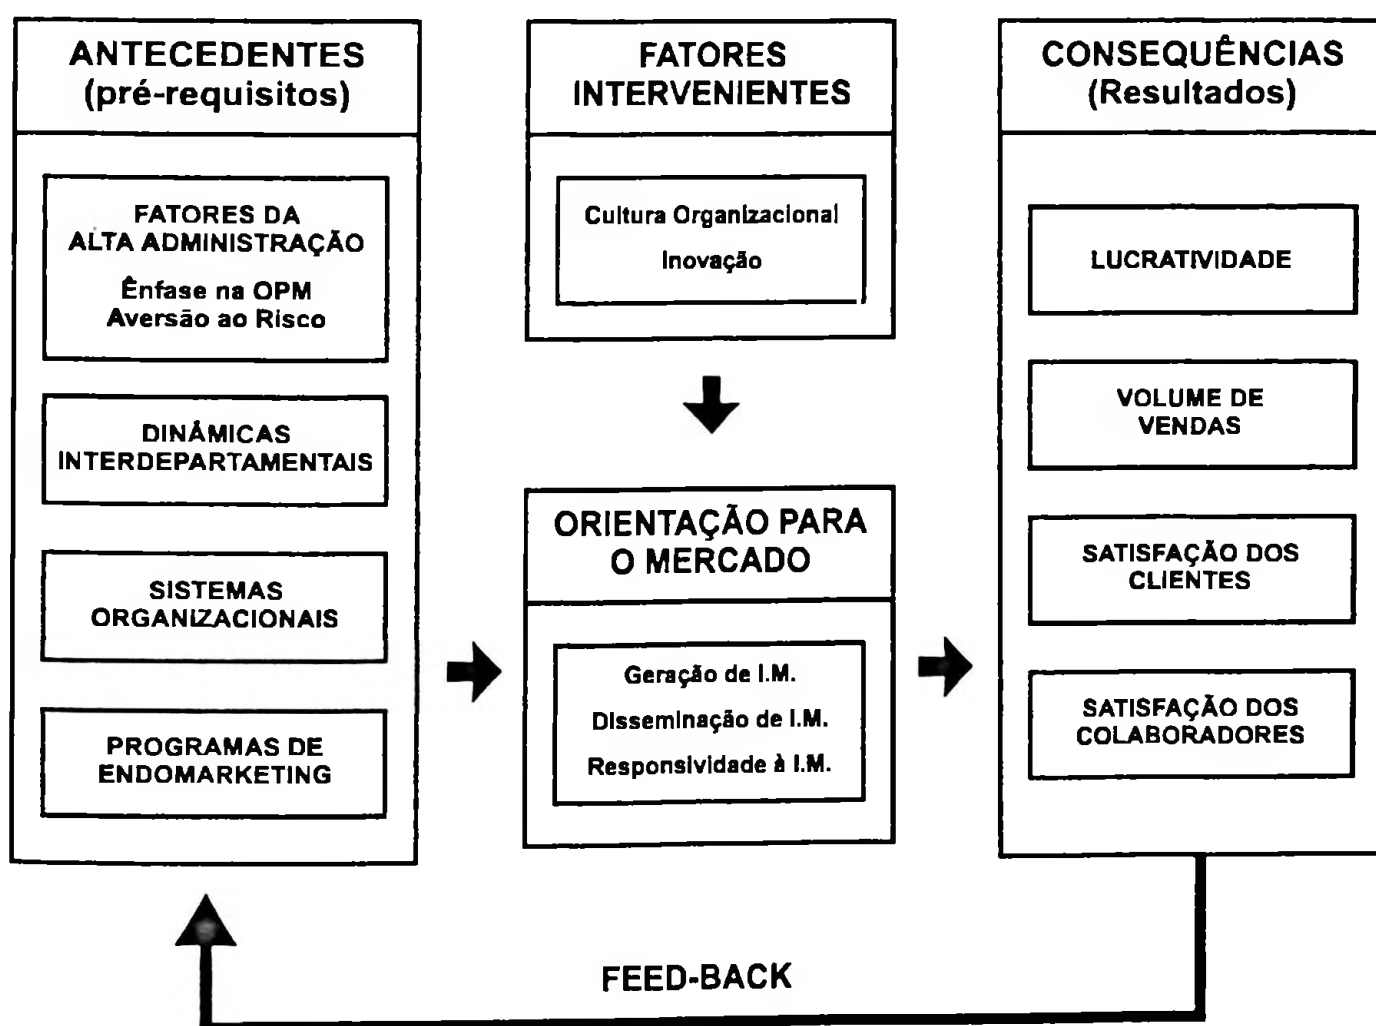 ANTECEDENTES
(pré-requisitos)
FATORES DA
ALTA ADMINISTRAÇÃO
Ênfase na OPM
Aversão ao Risco
DINÂMICAS
INTERDEPARTAMENTAIS
SISTEMAS
ORGANIZACIONAIS
PROGRAMAS DE
ENDOMARKETING
FATORES
INTERVENIENTES
Cultura Organizacional
Inovação
ORIENTAÇÃO PARA
O MERCADO
Geração de I.M.
Disseminação de I.M.
Responsividade à I.M.
CONSEQUÊNCIAS
(Resultados)
LUCRATIVIDADE
VOLUME DE
VENDAS
SATISFAÇÃO DOS
CLIENTES
SATISFAÇÃO DOS
COLABORADORES
FEED-BACK